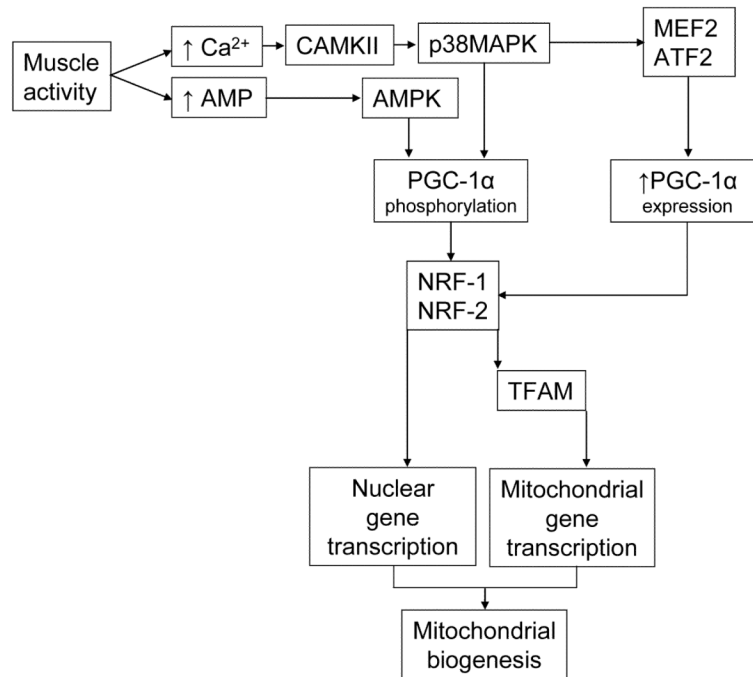 Muscle
activity
↑ Ca²⁺
CAMKII
p38MAPK
MEF2
ATF2
↑ AMP
AMPK
PGC-1α
phosphorylation
↑PGC-1α
expression
NRF-1
NRF-2
TFAM
Nuclear
gene
transcription
Mitochondrial
gene
transcription
Mitochondrial
biogenesis